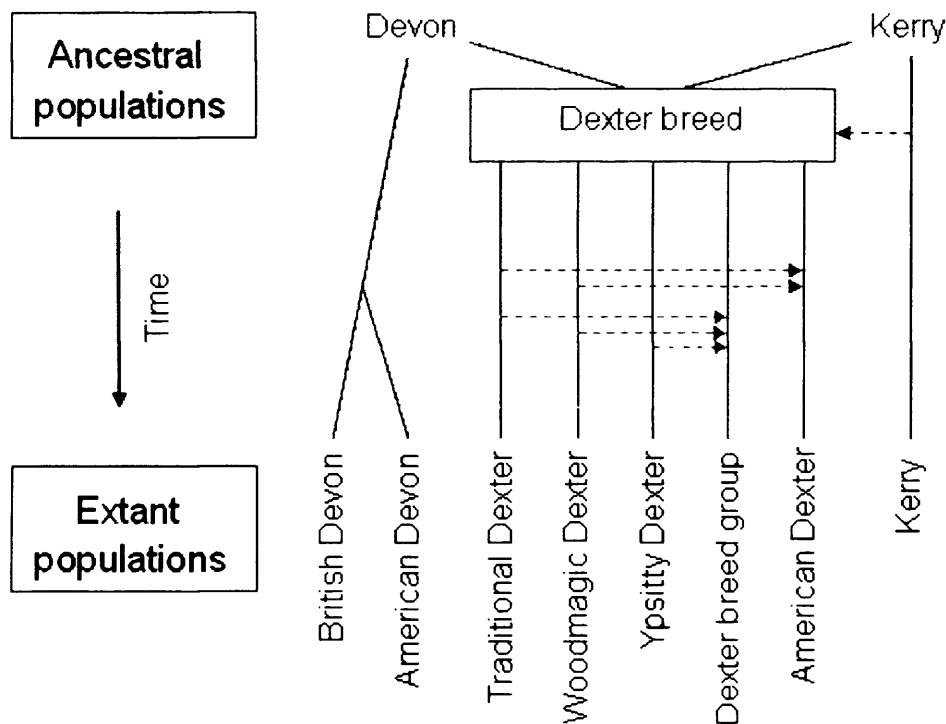 Ancestral
populations
Devon
Kerry
Dexter breed
Time
Extant
populations
British Devon
American Devon
Traditional Dexter
Woodmagic Dexter
Ypsitty Dexter
Dexter breed group
American Dexter
Kerry